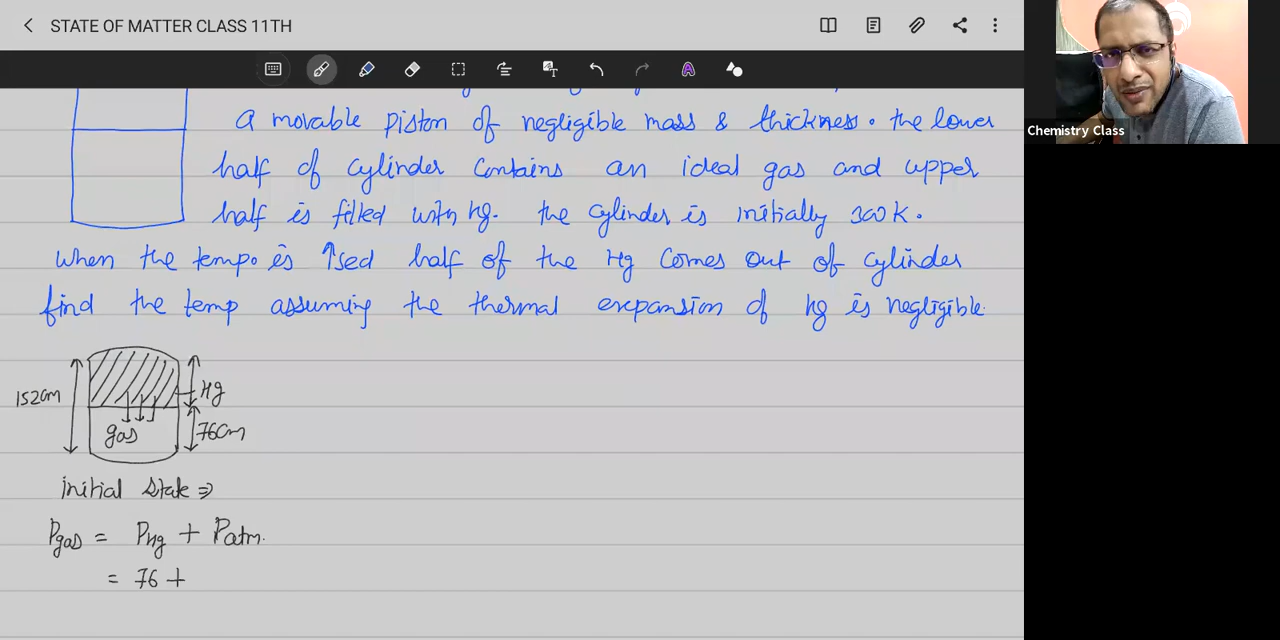 STATE OF MATTER CLASS 11TH
a movable piston of negligible mass & thickness. the lower
half of cylinder contains an ideal gas and upper
half is filled with hg. the cylinder is initially 300 K.
when the tempo is ↑sed half of the Hg comes out of cylinder
find the temp assuming the thermal expansion of hg is negligible.
152cm
Hg
gas
76cm
initial state ⇒
Pgas = PHg + Patm.
= 76 +
Chemistry Class